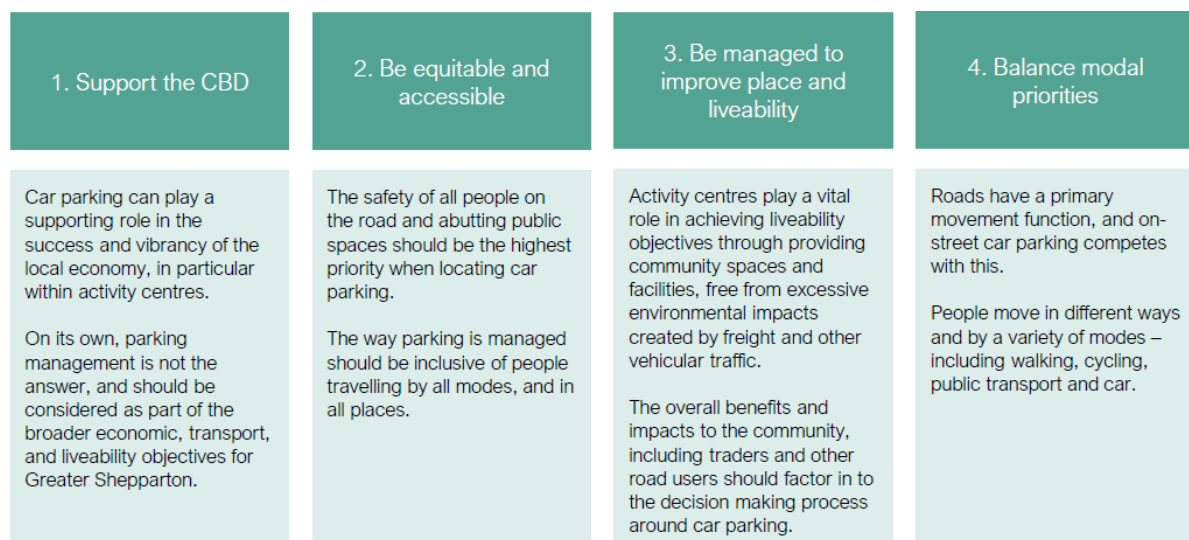 1. Support the CBD
Car parking can play a
supporting role in the
success and vibrancy of the
local economy, in particular
within activity centres.
On its own, parking
management is not the
answer, and should be
considered as part of the
broader economic, transport,
and liveability objectives for
Greater Shepparton.
2. Be equitable and
accessible
The safety of all people on
the road and abutting public
spaces should be the highest
priority when locating car
parking.
The way parking is managed
should be inclusive of people
travelling by all modes, and in
all places.
3. Be managed to
improve place and
liveability
Activity centres play a vital
role in achieving liveability
objectives through providing
community spaces and
facilities, free from excessive
environmental impacts
created by freight and other
vehicular traffic.
The overall benefits and
impacts to the community,
including traders and other
road users should factor in to
the decision making process
around car parking.
4. Balance modal
priorities
Roads have a primary
movement function, and on-
street car parking competes
with this.
People move in different ways
and by a variety of modes –
including walking, cycling,
public transport and car.